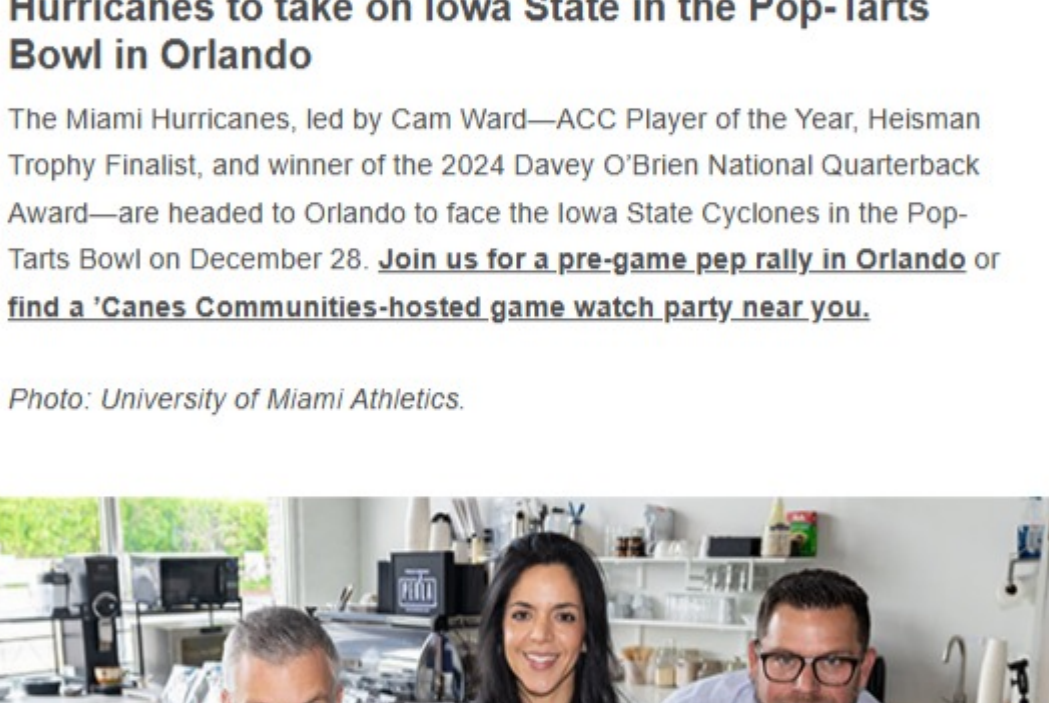 Hurricanes to take on Iowa State in the Pop-Tarts
Bowl in Orlando
The Miami Hurricanes, led by Cam Ward—ACC Player of the Year, Heisman
Trophy Finalist, and winner of the 2024 Davey O’Brien National Quarterback
Award—are headed to Orlando to face the Iowa State Cyclones in the Pop-
Tarts Bowl on December 28. Join us for a pre-game pep rally in Orlando or
find a ’Canes Communities-hosted game watch party near you.
Photo: University of Miami Athletics.